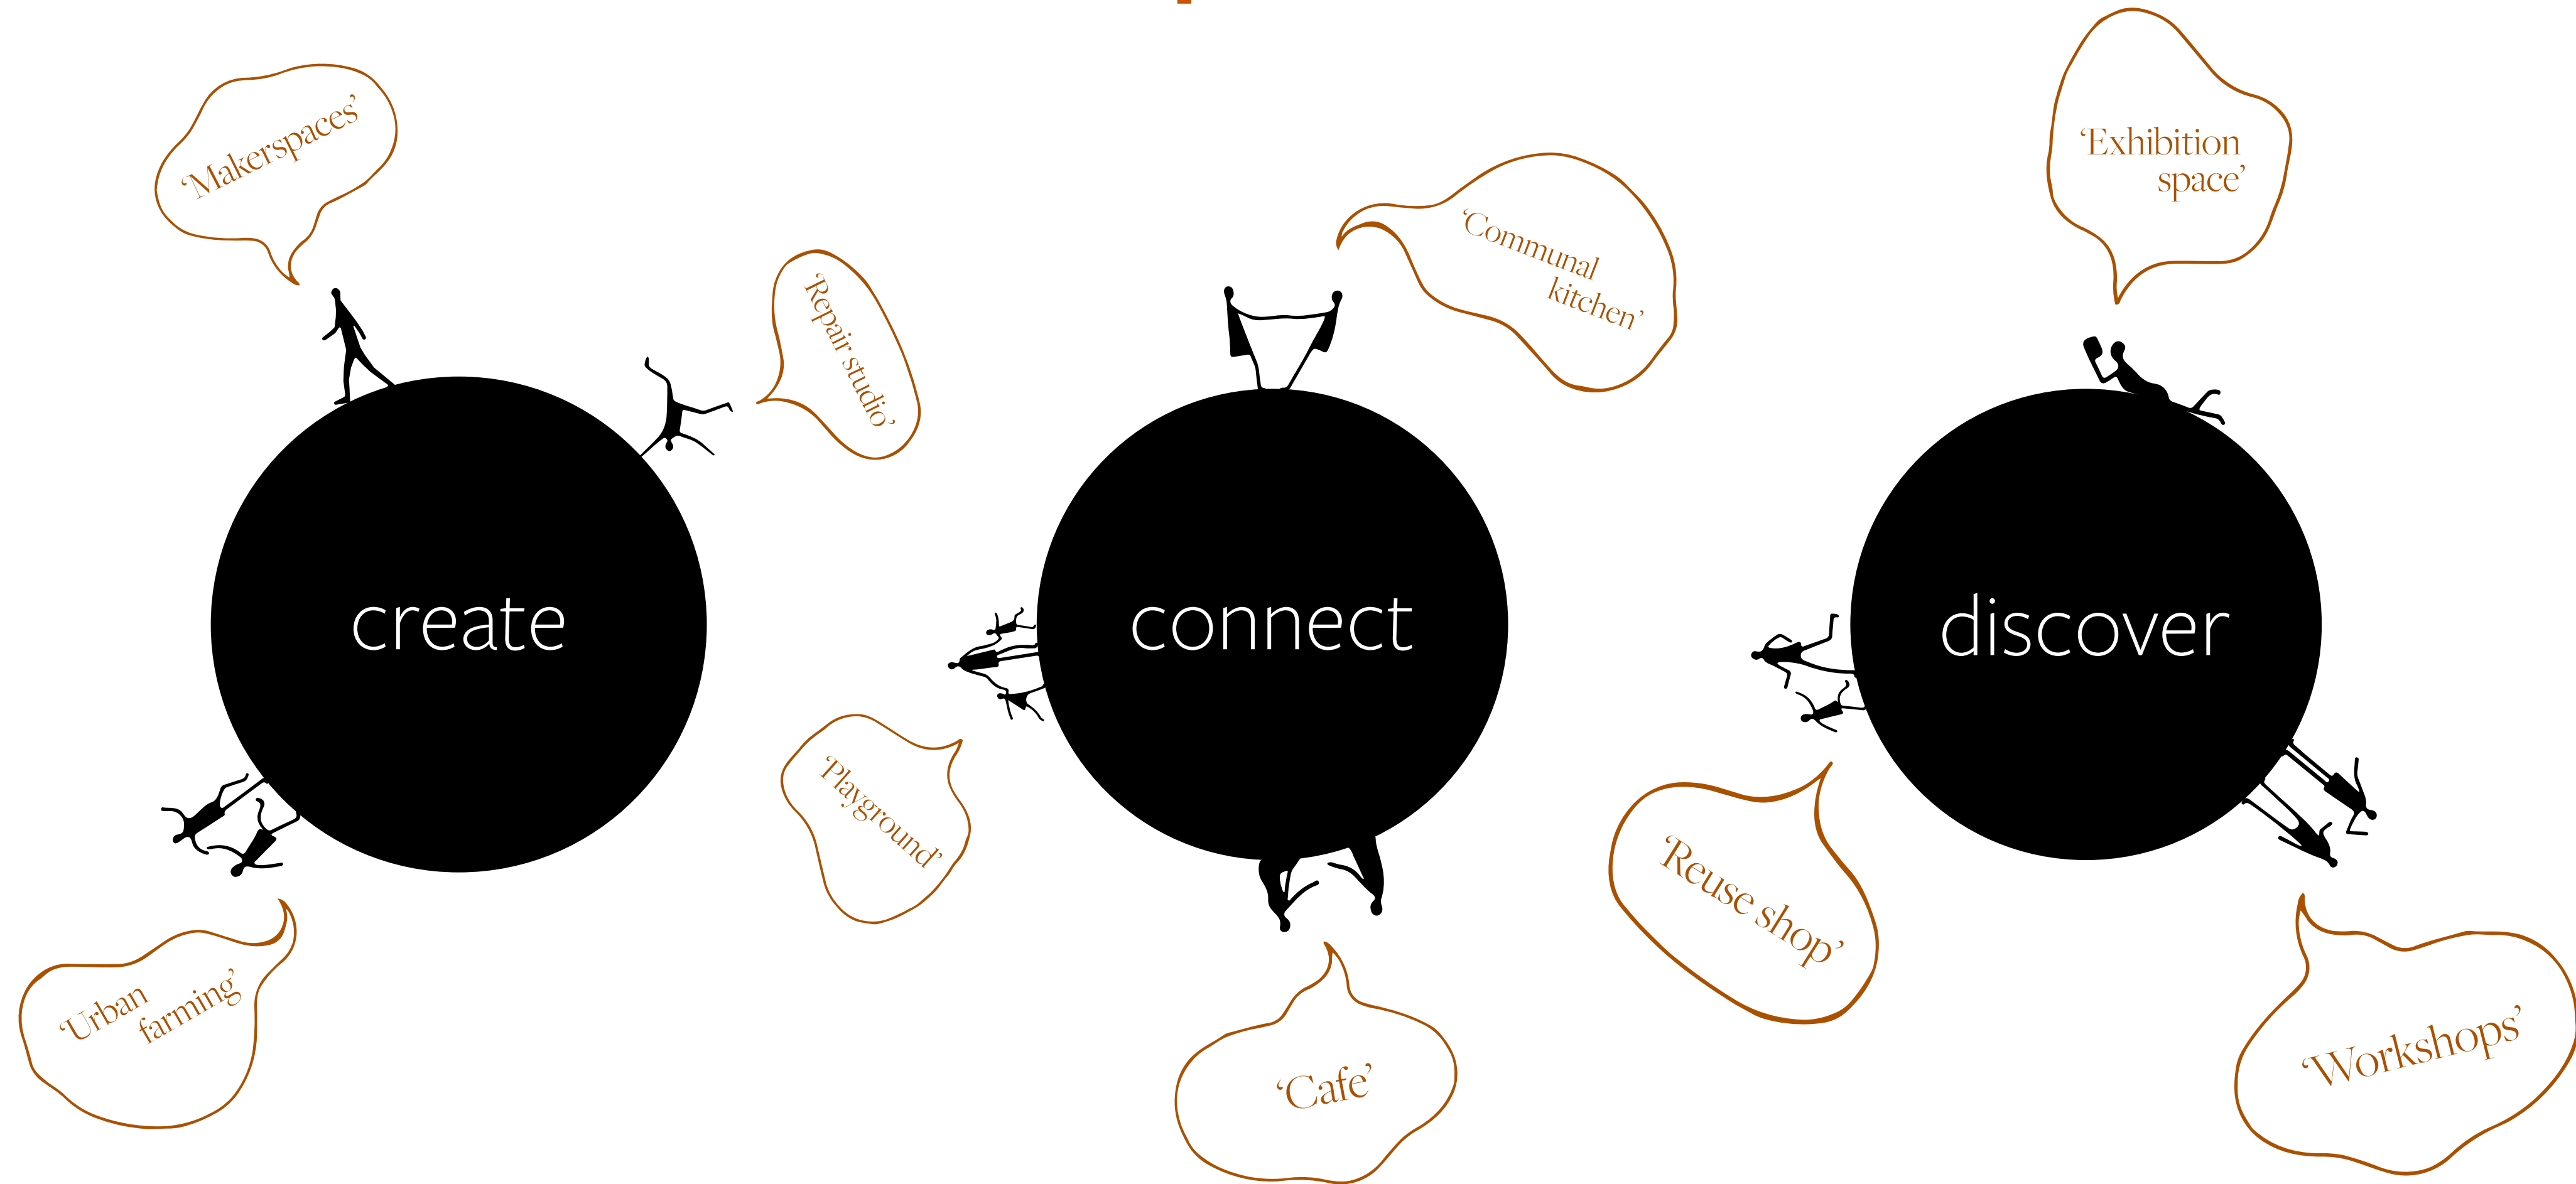 ‘Makerspaces’
‘Repair studio’
create
‘Urban
farming’
‘Communal
kitchen’
connect
‘Playground’
‘Cafe’
‘Exhibition
space’
discover
‘Reuse shop’
‘Workshops’